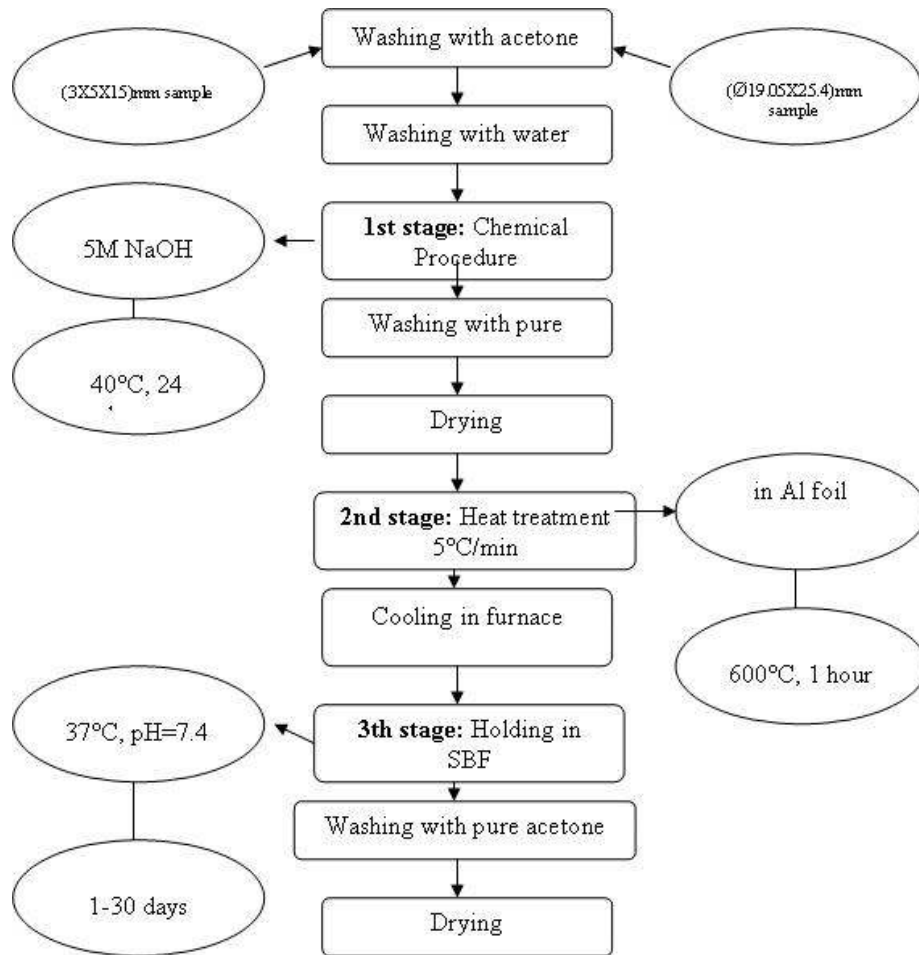 Washing with acetone
(3X5X15)mm sample
(Ø19.05X25.4)mm
sample
Washing with water
1st stage: Chemical
Procedure
5M NaOH
Washing with pure
40°C, 24
Drying
in Al foil
2nd stage: Heat treatment
5°C/min
Cooling in furnace
600°C, 1 hour
37°C, pH=7.4
3th stage: Holding in
SBF
Washing with pure acetone
1-30 days
Drying